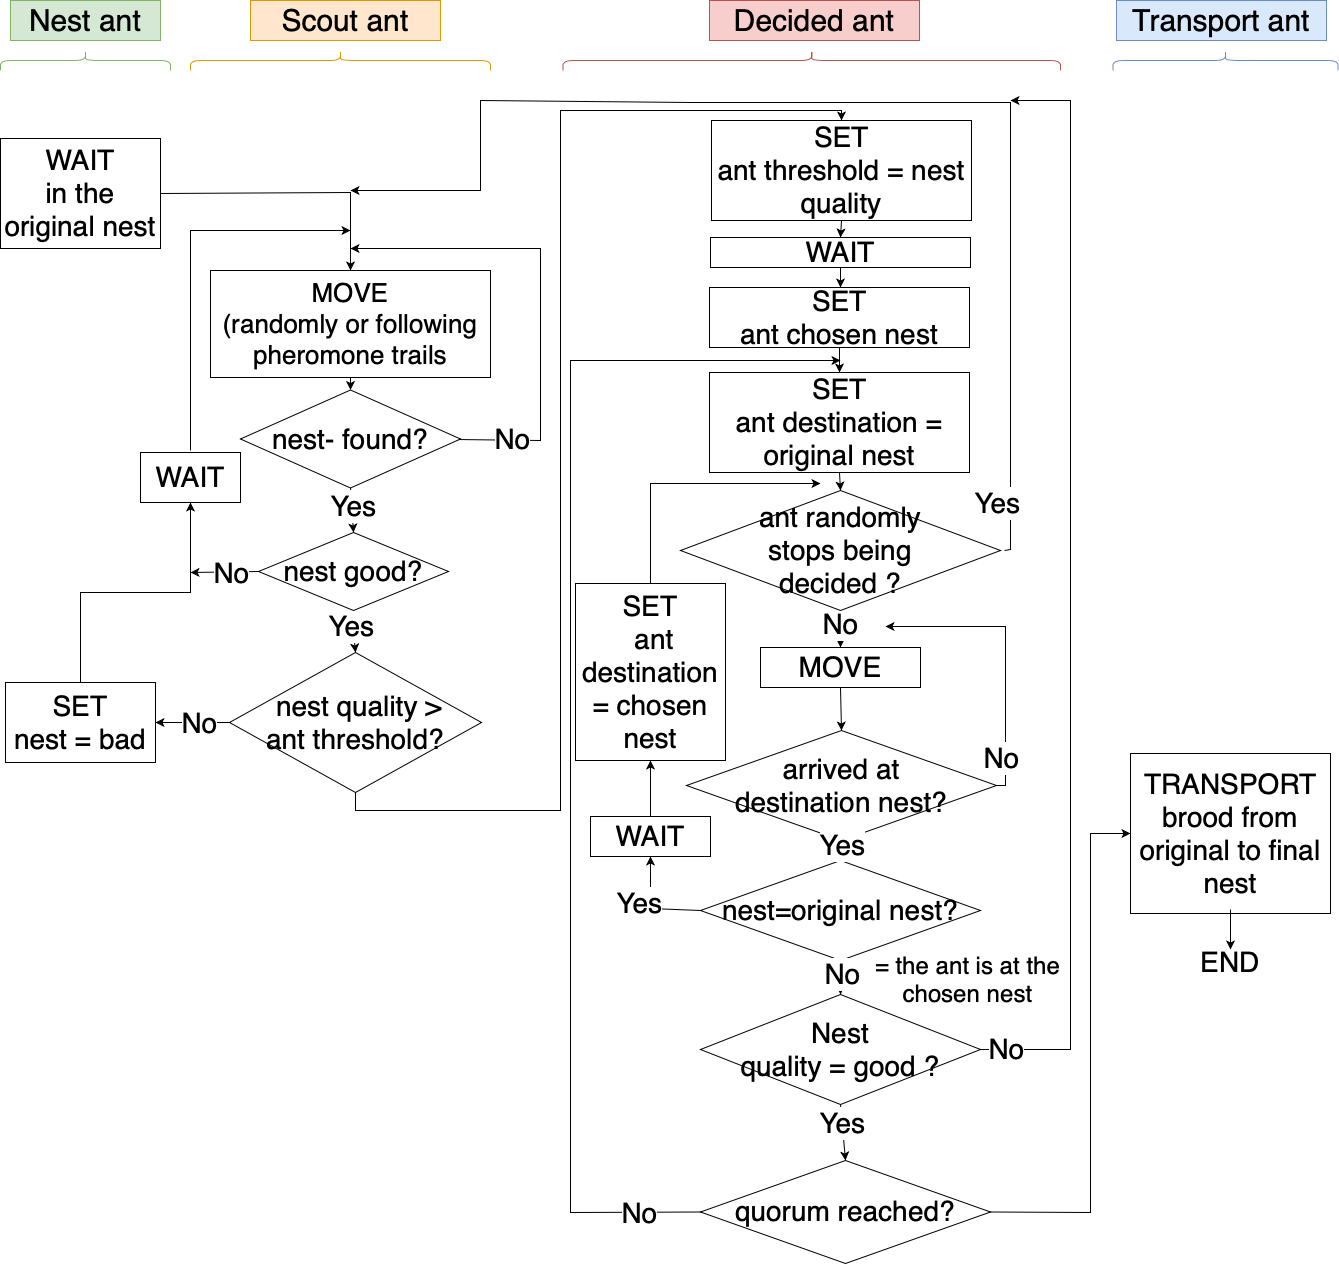 Nest ant
Scout ant
Decided ant
Transport ant
WAIT
in the
original nest
MOVE
(randomly or following
pheromone trails
nest- found?
No
Yes
WAIT
nest good?
No
Yes
nest quality >
ant threshold?
No
SET
nest = bad
SET
ant threshold = nest
quality
WAIT
SET
ant chosen nest
SET
ant destination =
original nest
ant randomly
stops being
decided ?
Yes
No
MOVE
arrived at
destination nest?
No
Yes
nest=original nest?
Yes
WAIT
SET
ant
destination
= chosen
nest
No
= the ant is at the
chosen nest
Nest
quality = good ?
No
Yes
quorum reached?
No
TRANSPORT
brood from
original to final
nest
END